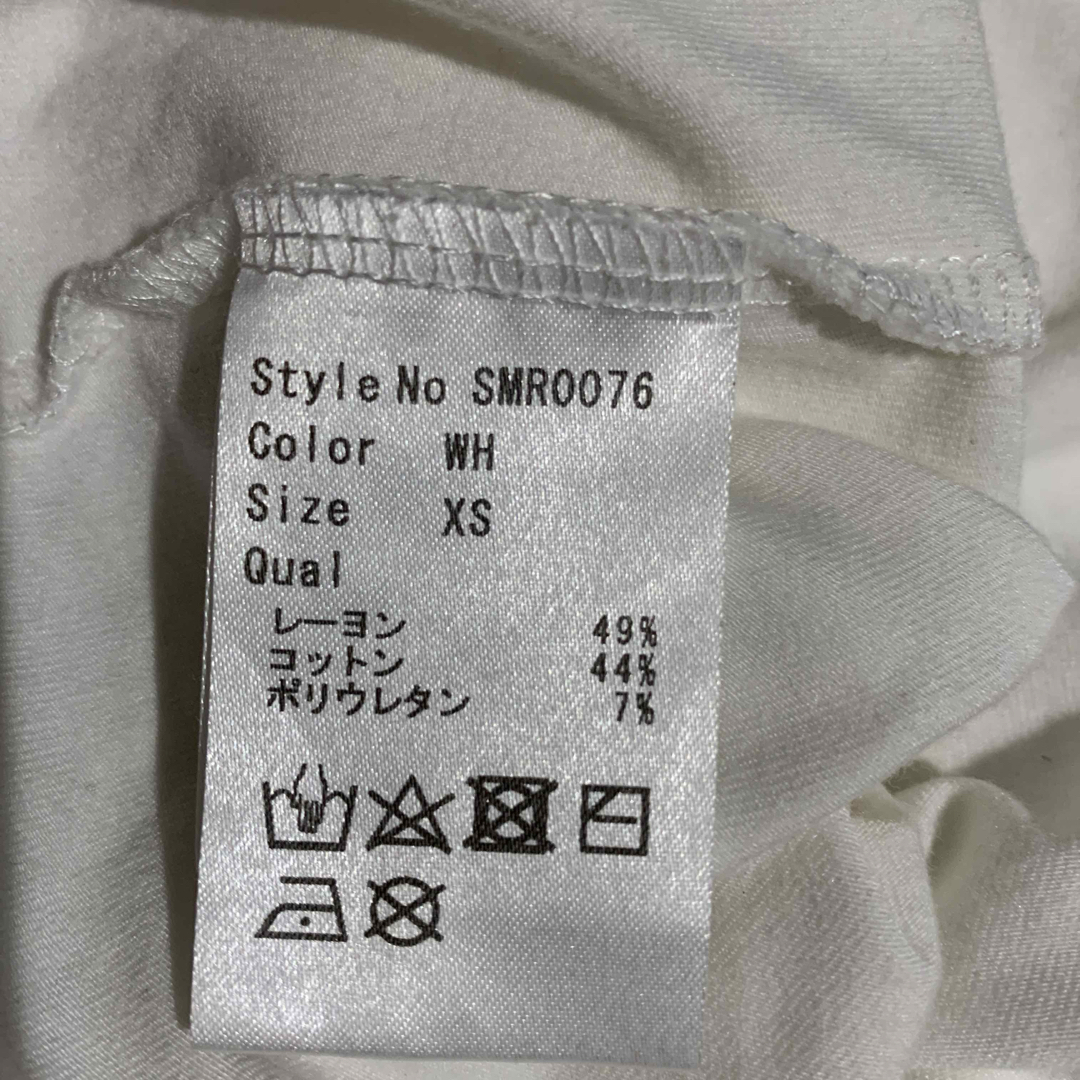 Style No SMR0076
Color WH
Size XS
Qual
レーヨン 49%
コットン 44%
ポリウレタン 7%